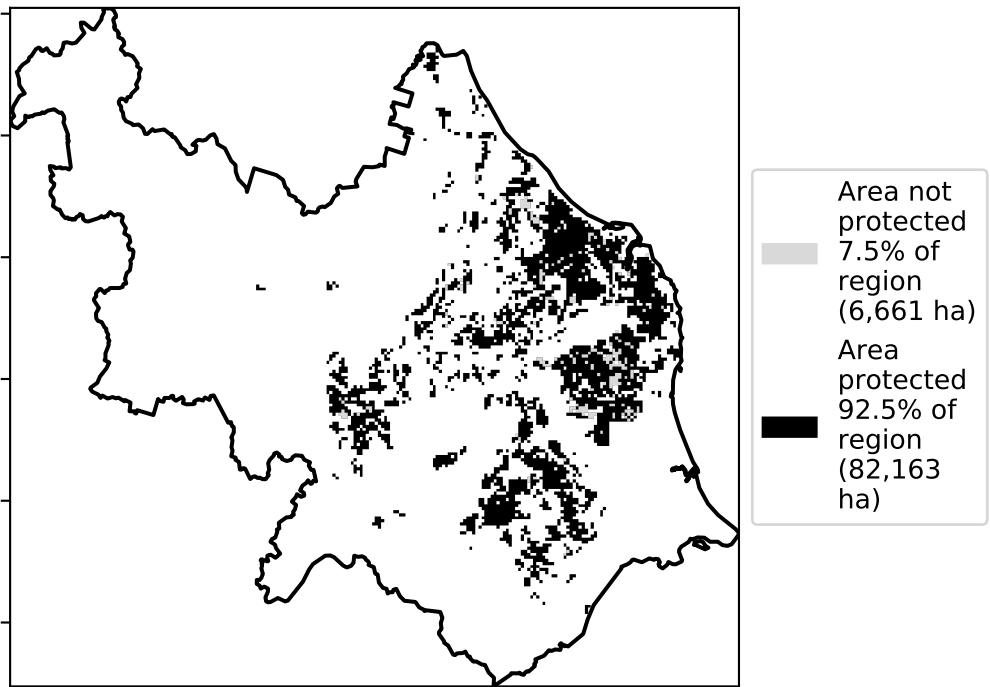 Area not
protected
7.5% of
region
(6,661 ha)
Area
protected
92.5% of
region
(82,163
ha)